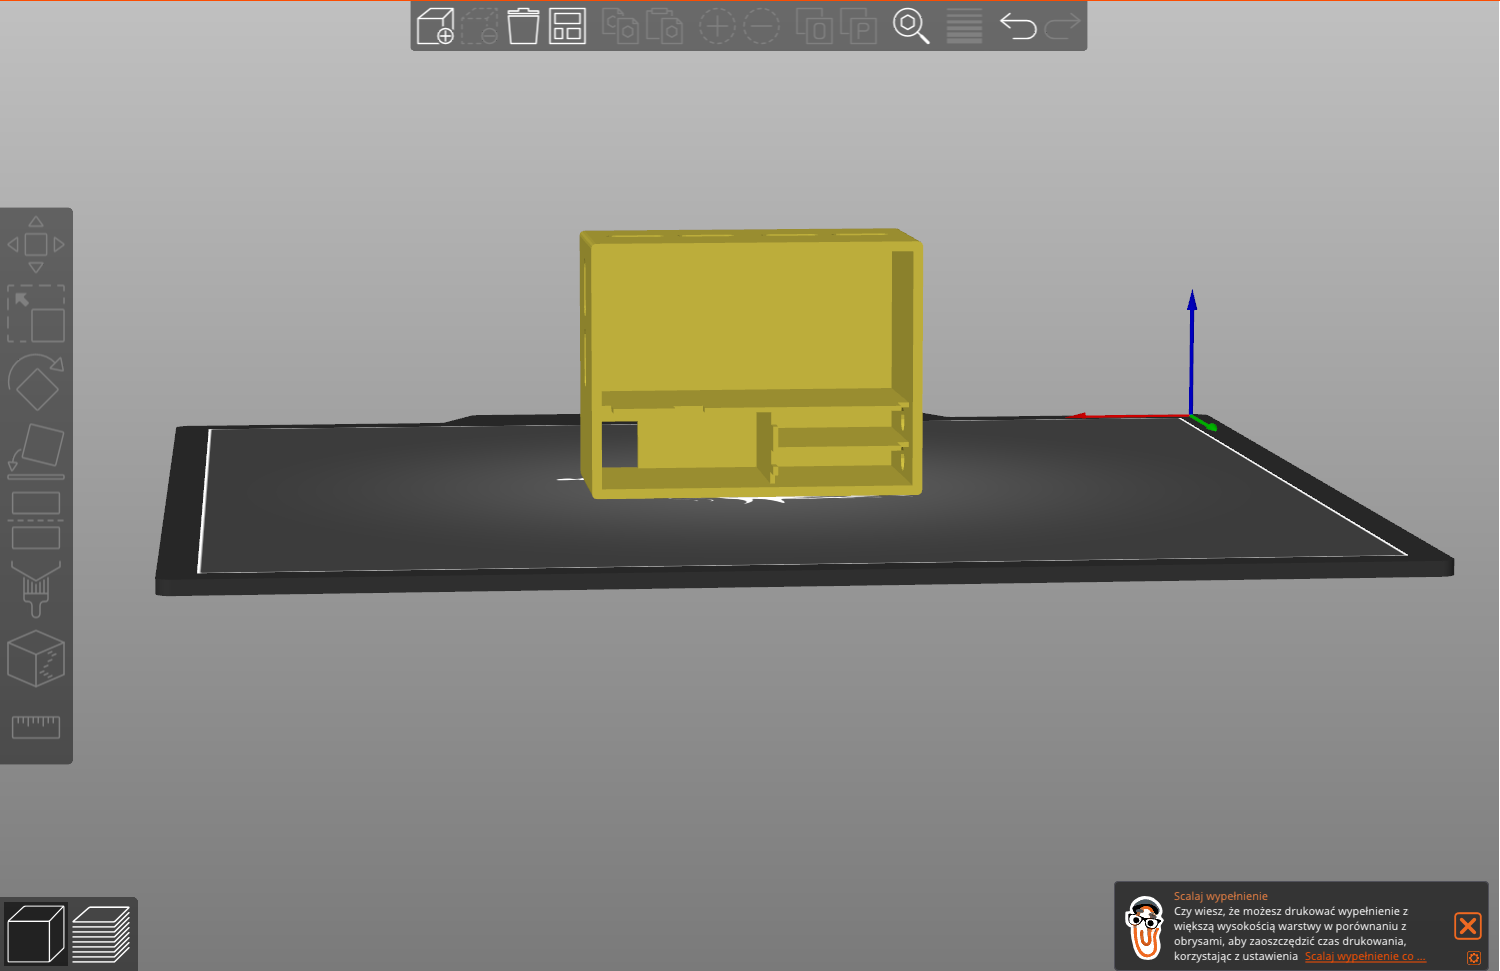 Scalaj wypełnienie
Czy wiesz, że możesz drukować wypełnienie z
większą wysokością warstwy w porównaniu z
obrysami, aby zaoszczędzić czas drukowania,
korzystając z ustawienia Scalaj wypełnienie co ...